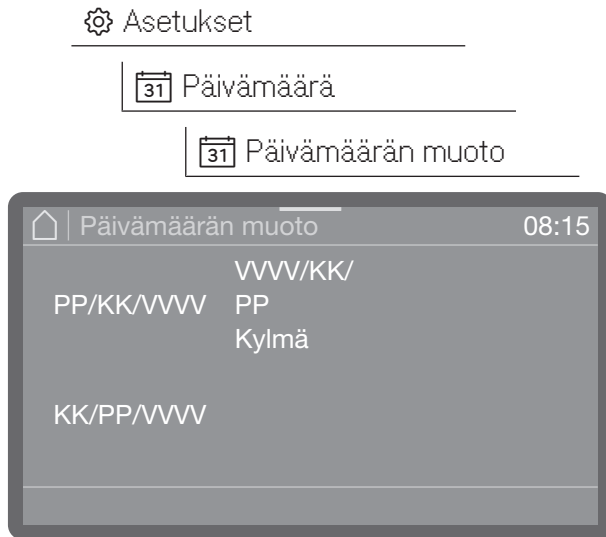 Asetukset
31 Päivämäärä
31 Päivämäärän muoto
Päivämäärän muoto 08:15
VVVV/KK/
PP/KK/VVVV PP
Kylmä
KK/PP/VVVV